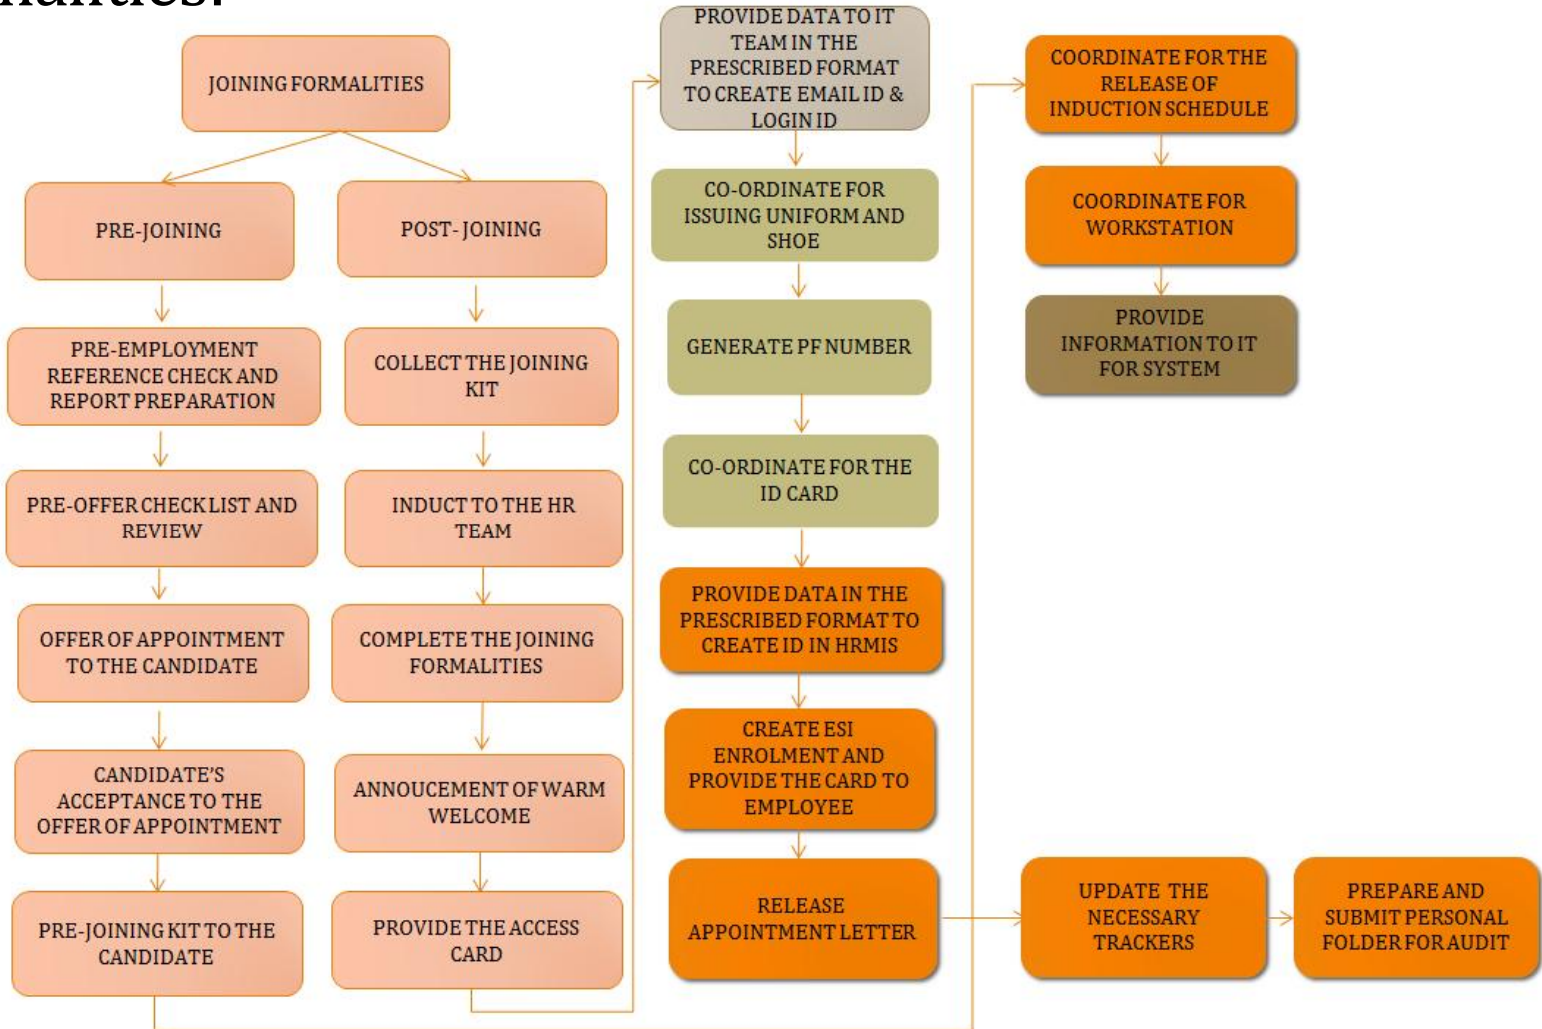 JOINING FORMALITIES
PRE-JOINING
PRE-EMPLOYMENT
REFERENCE CHECK AND
REPORT PREPARATION
PRE-OFFER CHECK LIST AND
REVIEW
OFFER OF APPOINTMENT
TO THE CANDIDATE
CANDIDATE'S
ACCEPTANCE TO THE
OFFER OF APPOINTMENT
PRE-JOINING KIT TO THE
CANDIDATE
POST- JOINING
COLLECT THE JOINING
KIT
INDUCT TO THE HR
TEAM
COMPLETE THE JOINING
FORMALITIES
ANNOUCEMENT OF WARM
WELCOME
PROVIDE THE ACCESS
CARD
PROVIDE DATA TO IT
TEAM IN THE
PRESCRIBED FORMAT
TO CREATE EMAIL ID &
LOGIN ID
CO-ORDINATE FOR
ISSUING UNIFORM AND
SHOE
GENERATE PF NUMBER
CO-ORDINATE FOR THE
ID CARD
PROVIDE DATA IN THE
PRESCRIBED FORMAT TO
CREATE ID IN HRMIS
CREATE ESI
ENROLMENT AND
PROVIDE THE CARD TO
EMPLOYEE
RELEASE
APPOINTMENT LETTER
COORDINATE FOR THE
RELEASE OF
INDUCTION SCHEDULE
COORDINATE FOR
WORKSTATION
PROVIDE
INFORMATION TO IT
FOR SYSTEM
UPDATE THE
NECESSARY
TRACKERS
PREPARE AND
SUBMIT PERSONAL
FOLDER FOR AUDIT